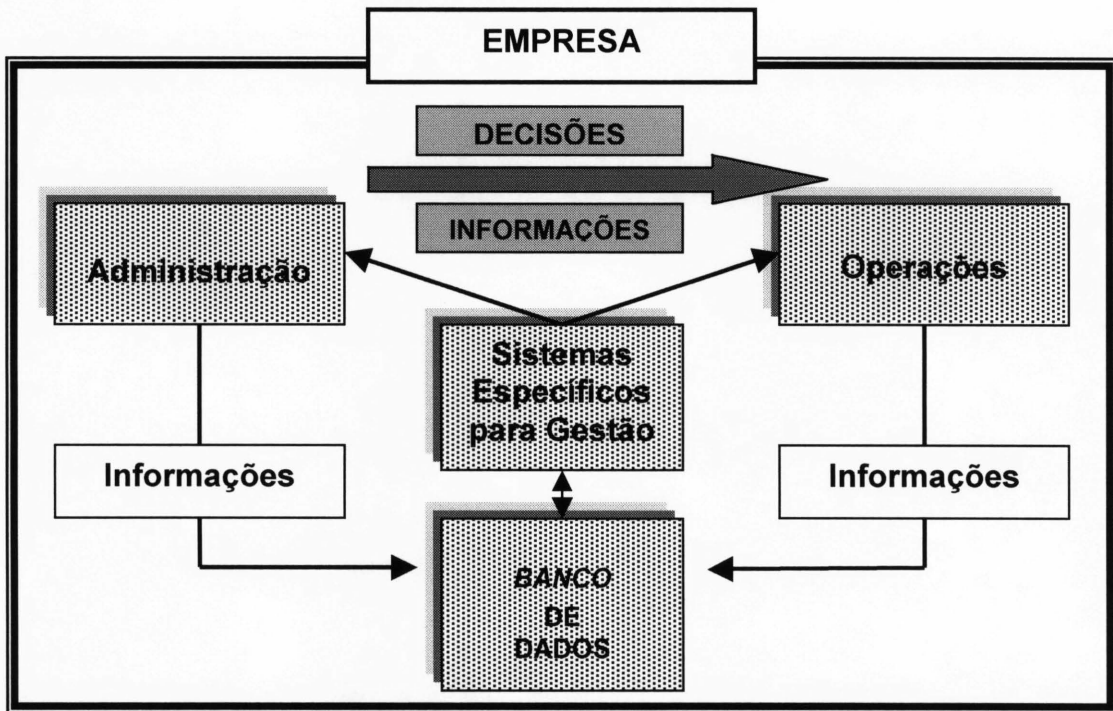 EMPRESA
DECISÕES
INFORMAÇÕES
Administração
Operações
Sistemas
Específicos
para Gestão
Informações
Informações
BANCO
DE
DADOS